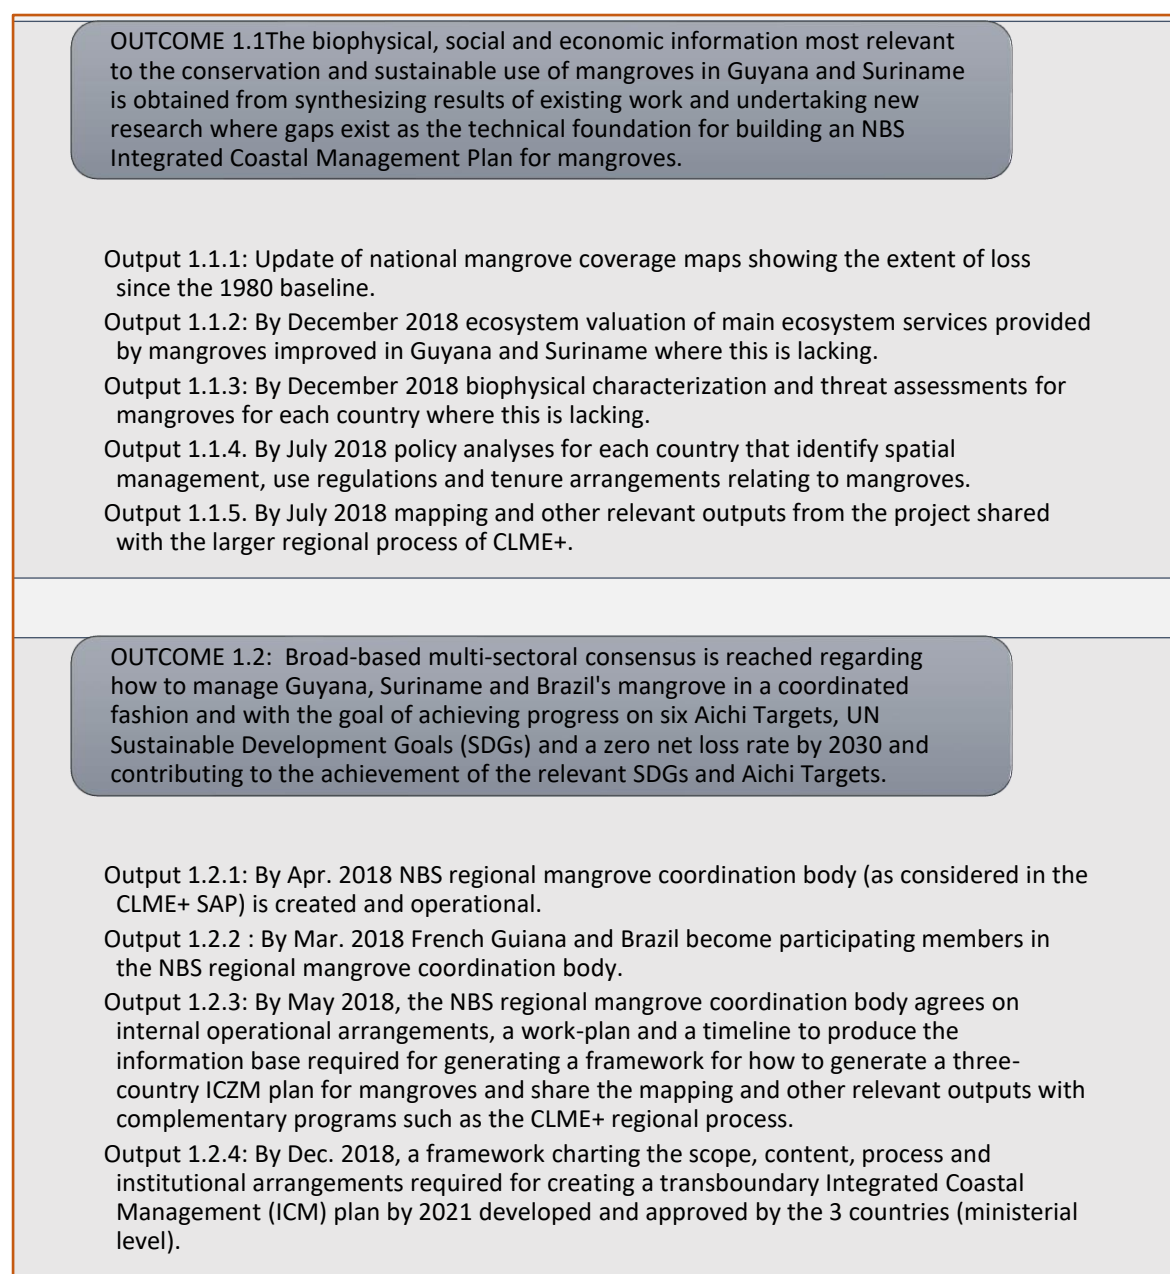 OUTCOME 1.1The biophysical, social and economic information most relevant
to the conservation and sustainable use of mangroves in Guyana and Suriname
is obtained from synthesizing results of existing work and undertaking new
research where gaps exist as the technical foundation for building an NBS
Integrated Coastal Management Plan for mangroves.
Output 1.1.1: Update of national mangrove coverage maps showing the extent of loss
since the 1980 baseline.
Output 1.1.2: By December 2018 ecosystem valuation of main ecosystem services provided
by mangroves improved in Guyana and Suriname where this is lacking.
Output 1.1.3: By December 2018 biophysical characterization and threat assessments for
mangroves for each country where this is lacking.
Output 1.1.4. By July 2018 policy analyses for each country that identify spatial
management, use regulations and tenure arrangements relating to mangroves.
Output 1.1.5. By July 2018 mapping and other relevant outputs from the project shared
with the larger regional process of CLME+.
OUTCOME 1.2:  Broad-based multi-sectoral consensus is reached regarding
how to manage Guyana, Suriname and Brazil's mangrove in a coordinated
fashion and with the goal of achieving progress on six Aichi Targets, UN
Sustainable Development Goals (SDGs) and a zero net loss rate by 2030 and
contributing to the achievement of the relevant SDGs and Aichi Targets.
Output 1.2.1: By Apr. 2018 NBS regional mangrove coordination body (as considered in the
CLME+ SAP) is created and operational.
Output 1.2.2 : By Mar. 2018 French Guiana and Brazil become participating members in
the NBS regional mangrove coordination body.
Output 1.2.3: By May 2018, the NBS regional mangrove coordination body agrees on
internal operational arrangements, a work-plan and a timeline to produce the
information base required for generating a framework for how to generate a three-
country ICZM plan for mangroves and share the mapping and other relevant outputs with
complementary programs such as the CLME+ regional process.
Output 1.2.4: By Dec. 2018, a framework charting the scope, content, process and
institutional arrangements required for creating a transboundary Integrated Coastal
Management (ICM) plan by 2021 developed and approved by the 3 countries (ministerial
level).